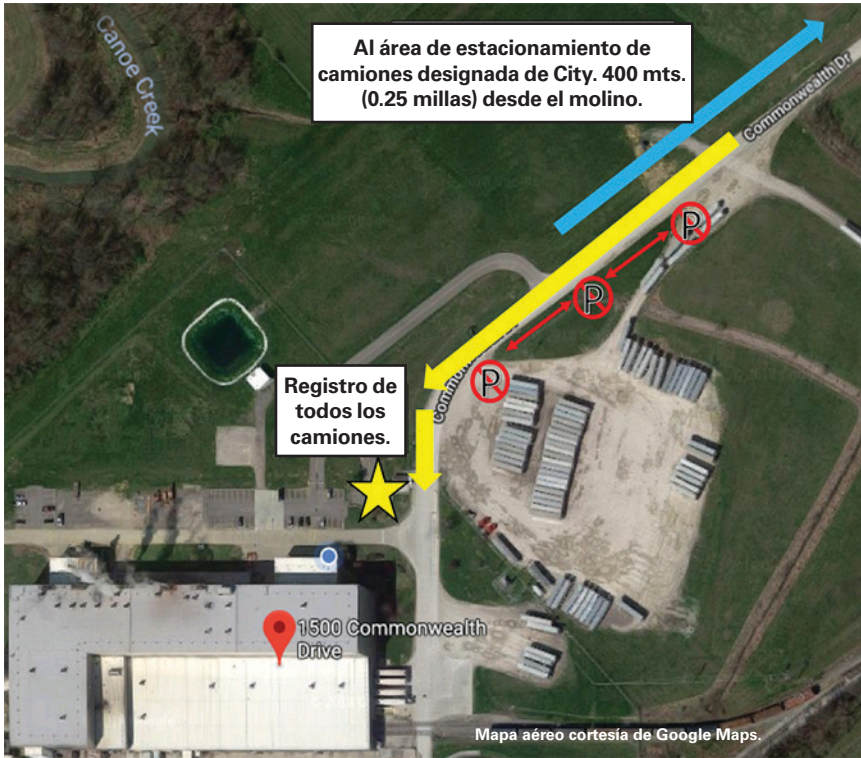 Canoe Creek
Al área de estacionamiento de
camiones designada de City. 400 mts.
(0.25 millas) desde el molino.
Commonwealth Dr
P
P
P
Registro de
todos los
camiones.
1500 Commonwealth
Drive
Mapa aéreo cortesía de Google Maps.